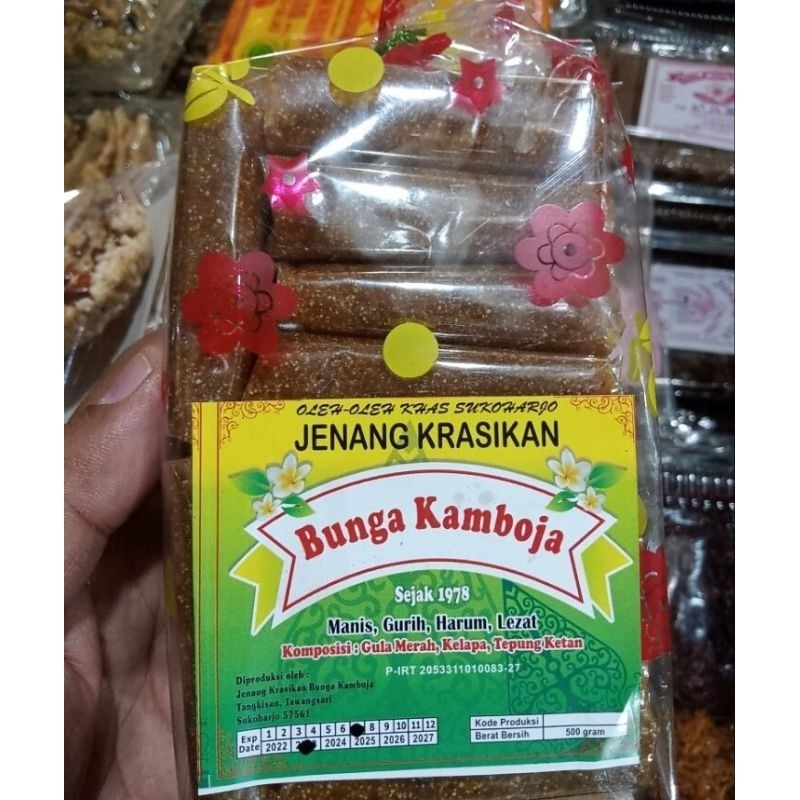 OLEH-OLEH KHAS SUKOHARJO
JENANG KRASIKAN
Bunga Kamboja
Sejak 1978
Manis, Gurih, Harum, Lezat
Komposisi : Gula Merah, Kelapa, Tepung Ketan
P-IRT 2053311010083-27
Diproduksi oleh :
Jenang Krasikan Bunga Kamboja
Tangkisan, Tawangsari
Sukoharjo 57561
Exp Date
1 2 3 4 5 6 8 9 10 11 12
2022 2024 2025 2026 2027
Kode Produksi
Berat Bersih 500 gram